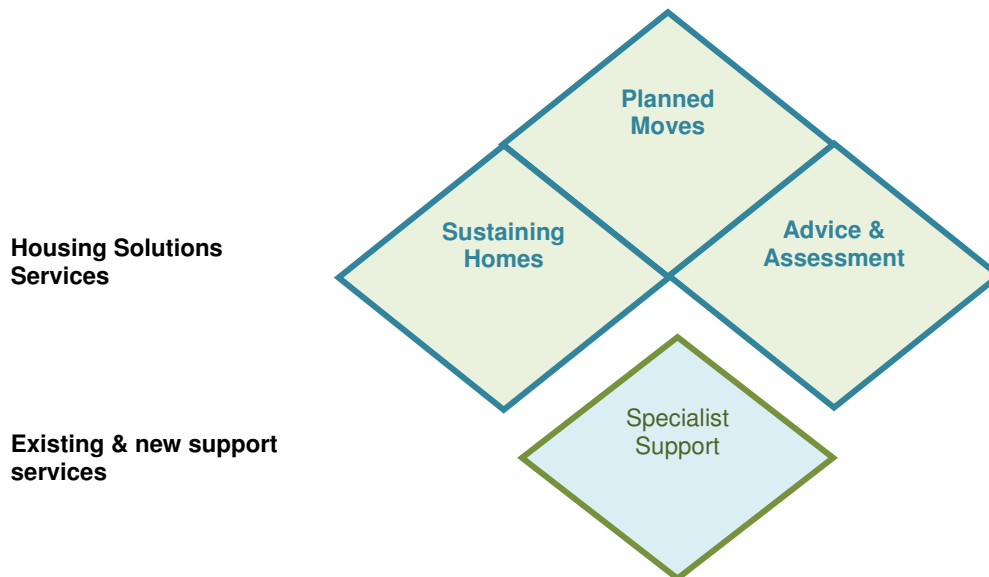 Planned
Moves
Sustaining
Homes
Advice &
Assessment
Housing Solutions
Services
Specialist
Support
Existing & new support
services